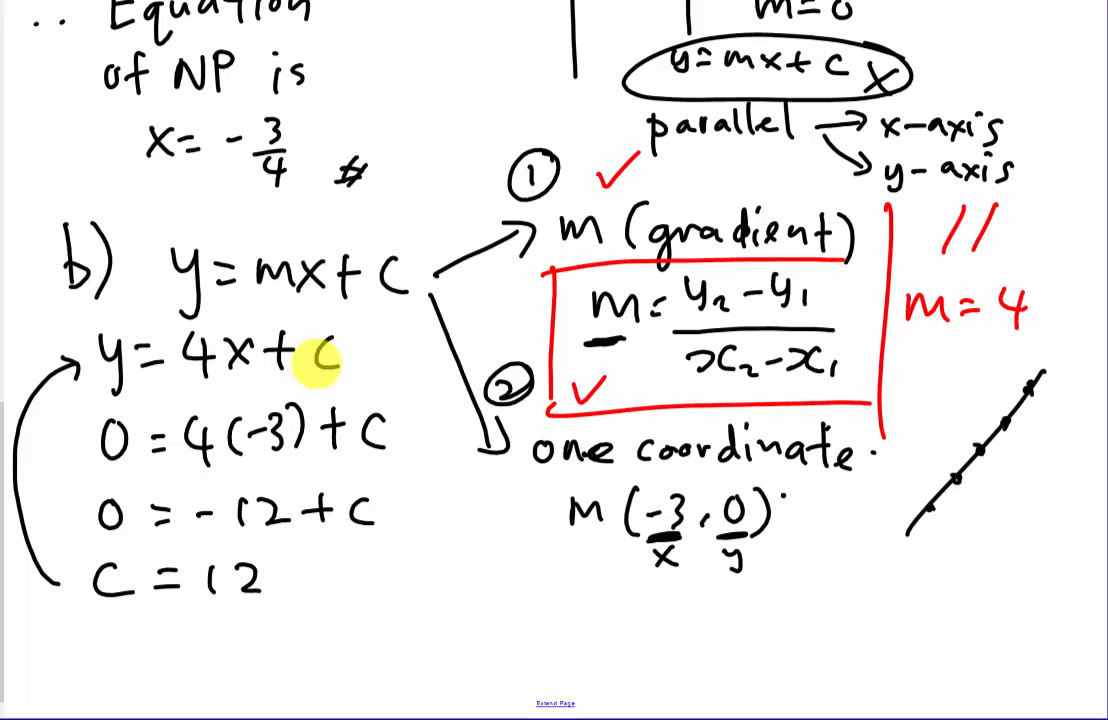 ∴ Equation
of NP is
x = - 3/4 #
m = 0
y = mx + c X
parallel → x-axis
y-axis
b) y = mx + c
y = 4x + c
0 = 4(-3) + c
0 = -12 + c
c = 12
① ✓
m (gradient)
m = y₂ - y₁ / x₂ - x₁
② ✓
one coordinate.
M (-3, 0)
x y
//
m = 4
Extend Page